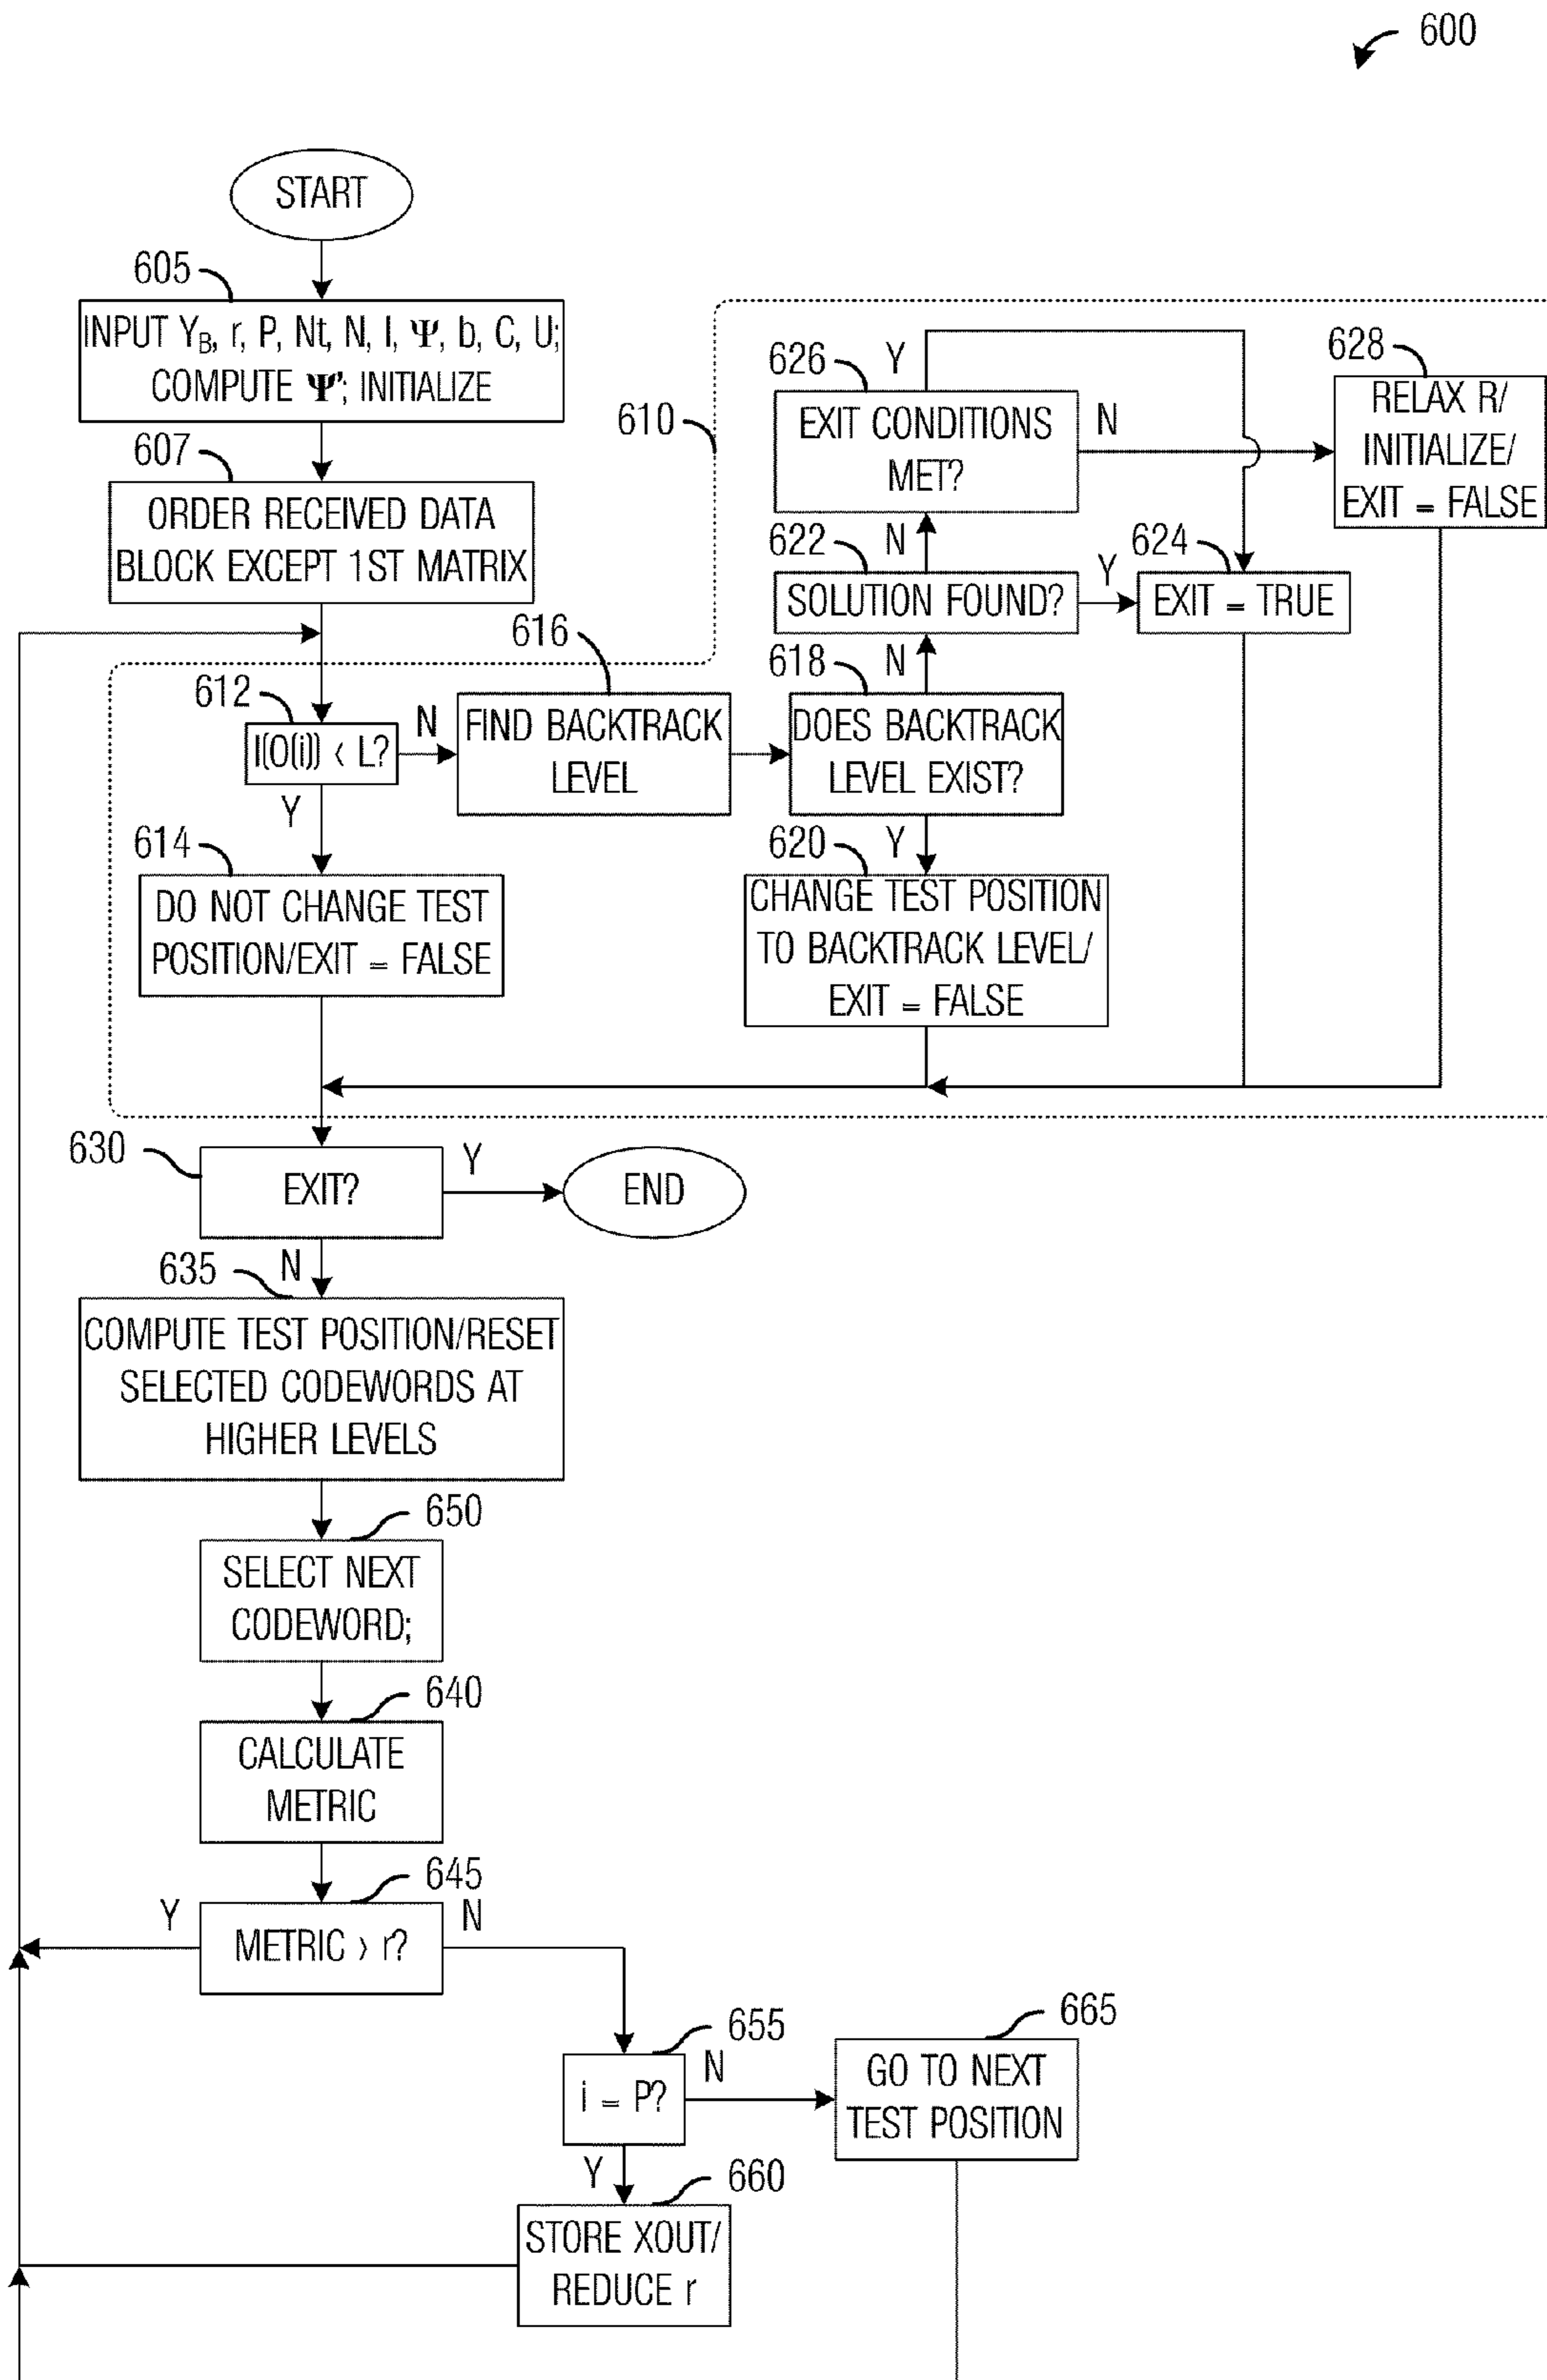 600
START
605
INPUT YB, r, P, Nt, N, I, Ψ, b, C, U;
COMPUTE Ψ'; INITIALIZE
607
ORDER RECEIVED DATA
BLOCK EXCEPT 1ST MATRIX
610
612
I(O(i)) < L?
N
Y
614
DO NOT CHANGE TEST
POSITION/EXIT = FALSE
616
FIND BACKTRACK
LEVEL
618
DOES BACKTRACK
LEVEL EXIST?
N
Y
620
CHANGE TEST POSITION
TO BACKTRACK LEVEL/
EXIT = FALSE
622
SOLUTION FOUND?
N
Y
624
EXIT = TRUE
626
EXIT CONDITIONS
MET?
Y
N
628
RELAX R/
INITIALIZE/
EXIT = FALSE
630
EXIT?
Y
END
N
635
COMPUTE TEST POSITION/RESET
SELECTED CODEWORDS AT
HIGHER LEVELS
650
SELECT NEXT
CODEWORD;
640
CALCULATE
METRIC
645
METRIC > r?
Y
N
655
i = P?
N
Y
665
GO TO NEXT
TEST POSITION
660
STORE XOUT/
REDUCE r